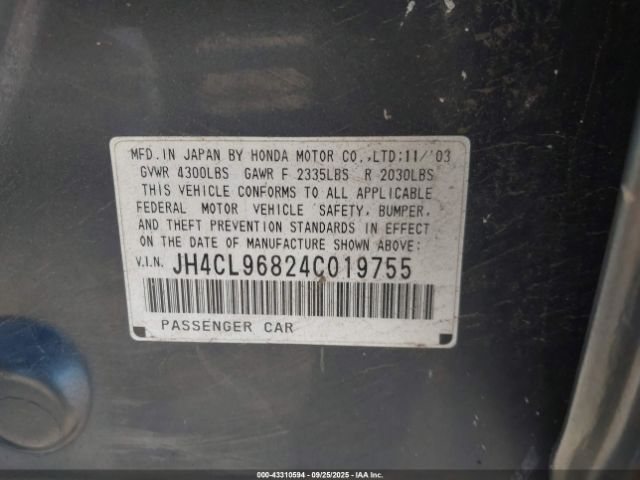 MFD. IN JAPAN BY HONDA MOTOR CO.,LTD:11/'03
GVWR 4300LBS GAWR F 2335LBS R 2030LBS
THIS VEHICLE CONFORMS TO ALL APPLICABLE
FEDERAL MOTOR VEHICLE SAFETY, BUMPER,
AND THEFT PREVENTION STANDARDS IN EFFECT
ON THE DATE OF MANUFACTURE SHOWN ABOVE:
V.I.N. JH4CL96824C019755
PASSENGER CAR
000-43310594 - 09/25/2025 - © IAA Holdings, LLC